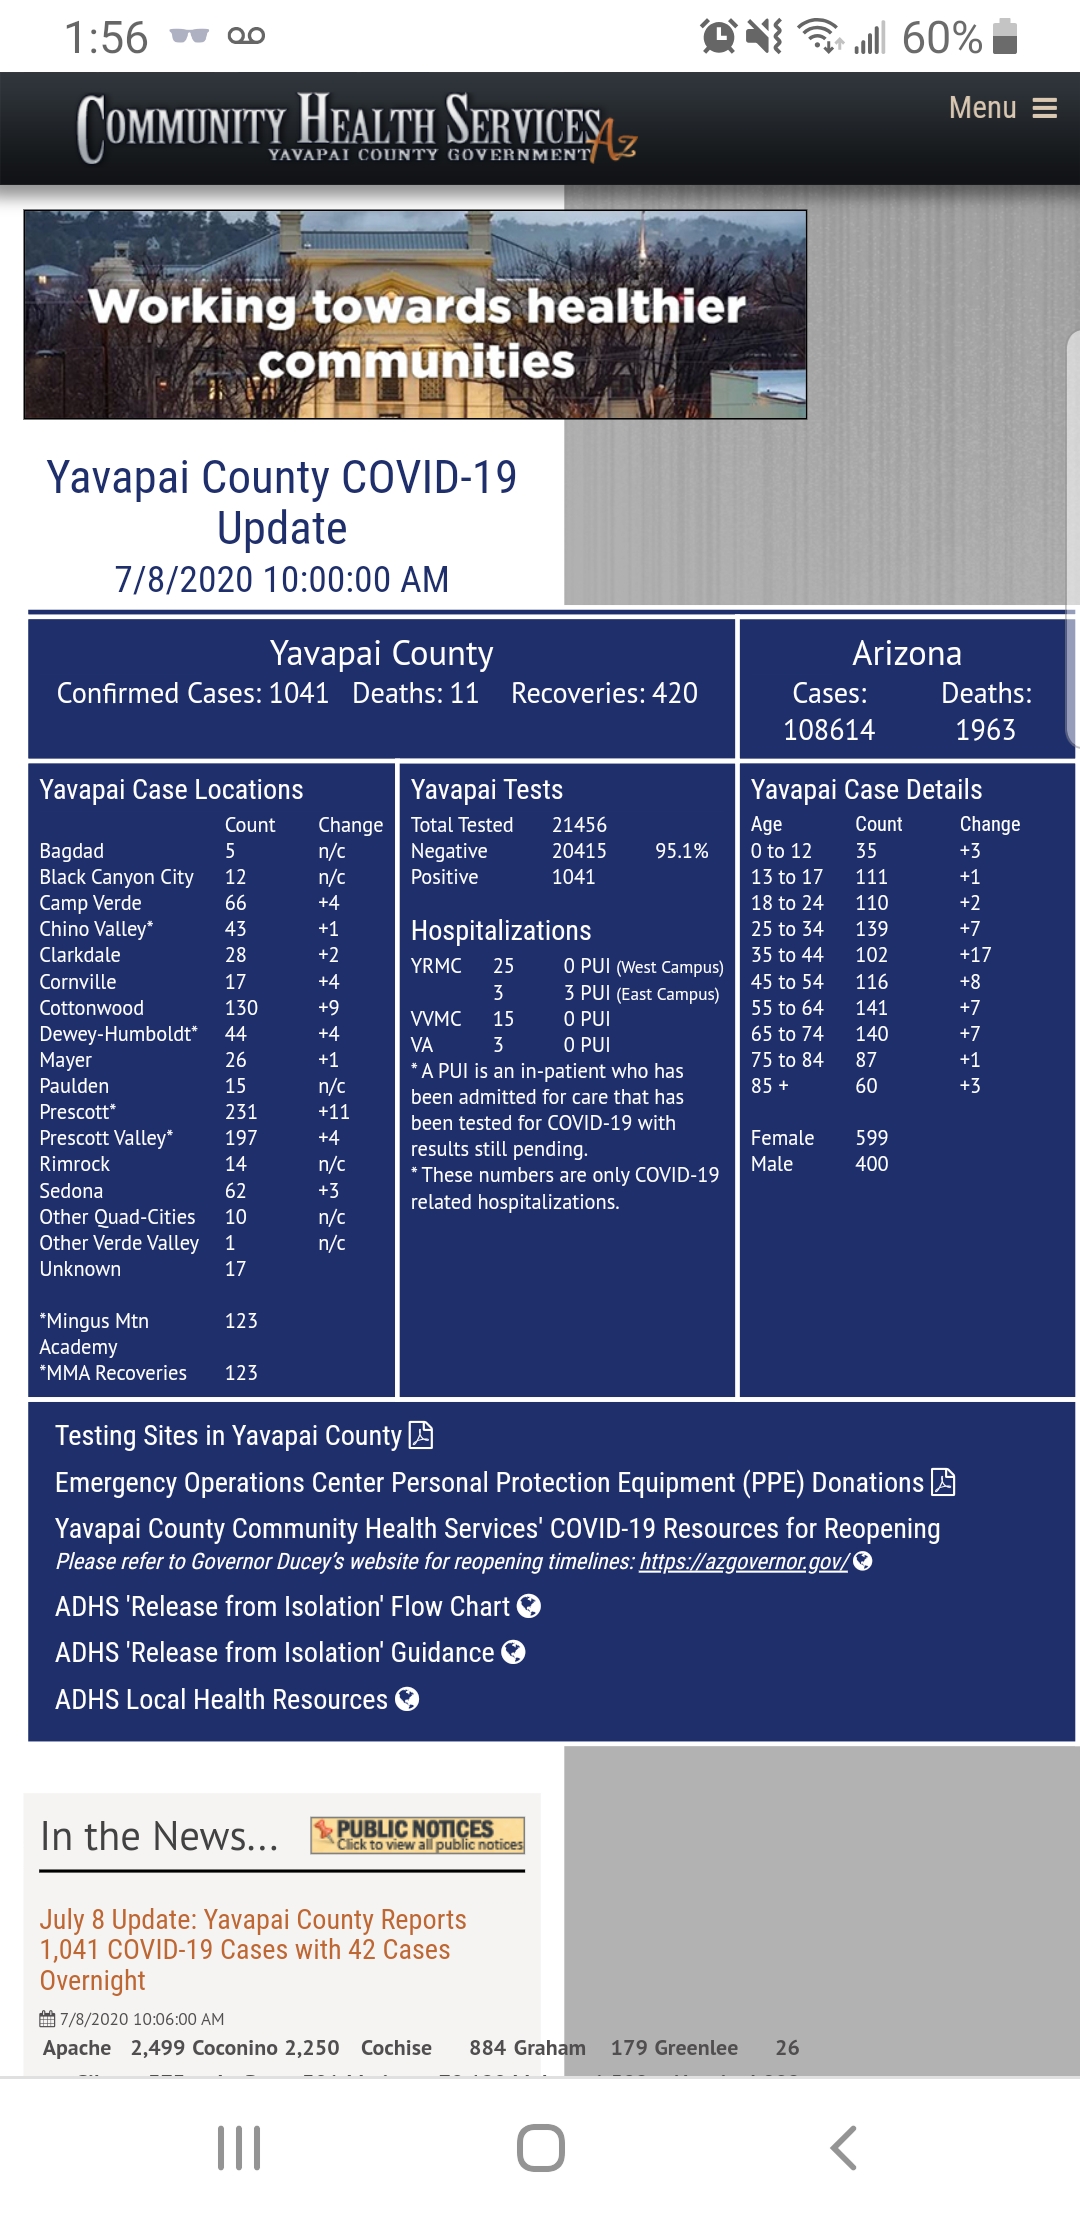 1:56 60%
COMMUNITY HEALTH SERVICES Az
YAVAPAI COUNTY GOVERNMENT
Menu
Working towards healthier
communities
Yavapai County COVID-19
Update
7/8/2020 10:00:00 AM
Yavapai County
Confirmed Cases: 1041 Deaths: 11 Recoveries: 420
Arizona
Cases: Deaths:
108614 1963
Yavapai Case Locations
Count Change
Bagdad 5 n/c
Black Canyon City 12 n/c
Camp Verde 66 +4
Chino Valley* 43 +1
Clarkdale 28 +2
Cornville 17 +4
Cottonwood 130 +9
Dewey-Humboldt* 44 +4
Mayer 26 +1
Paulden 15 n/c
Prescott* 231 +11
Prescott Valley* 197 +4
Rimrock 14 n/c
Sedona 62 +3
Other Quad-Cities 10 n/c
Other Verde Valley 1 n/c
Unknown 17
*Mingus Mtn 123
Academy
*MMA Recoveries 123
Yavapai Tests
Total Tested 21456
Negative 20415 95.1%
Positive 1041
Hospitalizations
YRMC 25 0 PUI (West Campus)
3 3 PUI (East Campus)
VVMC 15 0 PUI
VA 3 0 PUI
* A PUI is an in-patient who has
been admitted for care that has
been tested for COVID-19 with
results still pending.
* These numbers are only COVID-19
related hospitalizations.
Yavapai Case Details
Age Count Change
0 to 12 35 +3
13 to 17 111 +1
18 to 24 110 +2
25 to 34 139 +7
35 to 44 102 +17
45 to 54 116 +8
55 to 64 141 +7
65 to 74 140 +7
75 to 84 87 +1
85 + 60 +3
Female 599
Male 400
Testing Sites in Yavapai County
Emergency Operations Center Personal Protection Equipment (PPE) Donations
Yavapai County Community Health Services' COVID-19 Resources for Reopening
Please refer to Governor Ducey's website for reopening timelines: https://azgovernor.gov/
ADHS 'Release from Isolation' Flow Chart
ADHS 'Release from Isolation' Guidance
ADHS Local Health Resources
In the News...
PUBLIC NOTICES
Click to view all public notices
July 8 Update: Yavapai County Reports
1,041 COVID-19 Cases with 42 Cases
Overnight
7/8/2020 10:06:00 AM
Apache 2,499 Coconino 2,250 Cochise 884 Graham 179 Greenlee 26